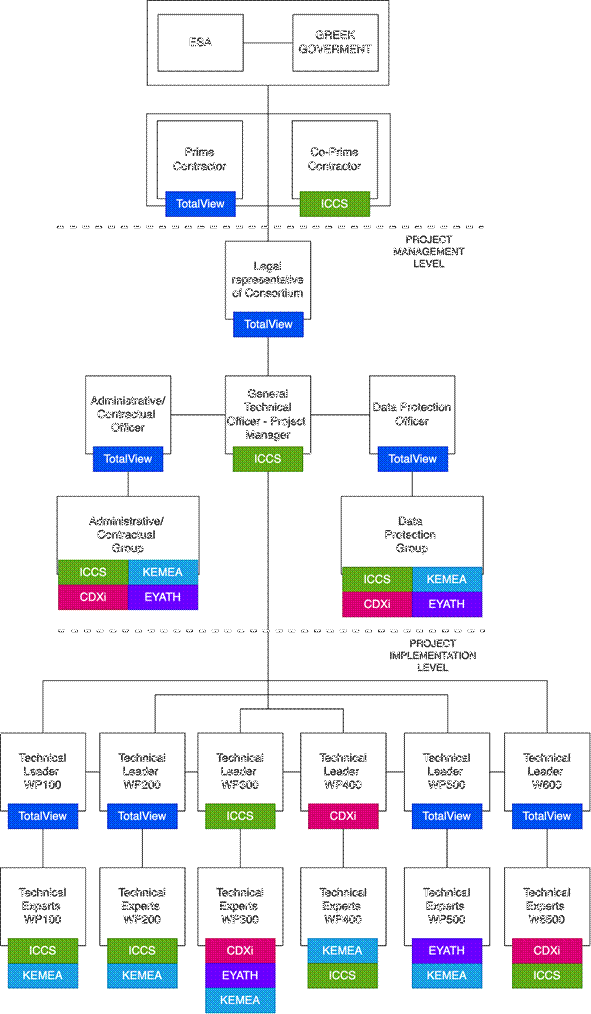 ESA
GREEK
GOVERMENT
Prime
Contractor
TotalView
Co-Prime
Contractor
ICCS
PROJECT
MANAGEMENT
LEVEL
Legal
representative
of Consortium
TotalView
Administrative/
Contractual
Officer
TotalView
General
Technical
Officer - Project
Manager
ICCS
Data Protection
Officer
TotalView
Administrative/
Contractual
Group
ICCS KEMEA
CDXi EYATH
Data
Protection
Group
ICCS KEMEA
CDXi EYATH
PROJECT
IMPLEMENTATION
LEVEL
Technical
Leader
WP100
TotalView
Technical
Leader
WP200
TotalView
Technical
Leader
WP300
ICCS
Technical
Leader
WP400
CDXi
Technical
Leader
WP500
TotalView
Technical
Leader
W600
TotalView
Technical
Experts
WP100
ICCS
KEMEA
Technical
Experts
WP200
ICCS
KEMEA
Technical
Experts
WP300
CDXi
EYATH
KEMEA
Technical
Experts
WP400
KEMEA
ICCS
Technical
Experts
WP500
EYATH
KEMEA
Technical
Experts
CDXi
ICCS